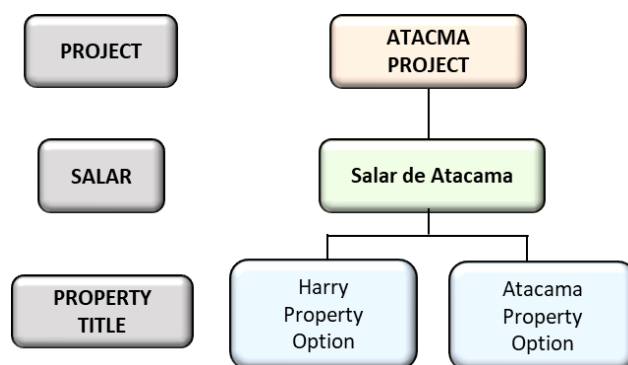 PROJECT
ATACMA
PROJECT
SALAR
Salar de Atacama
PROPERTY
TITLE
Harry
Property
Option
Atacama
Property
Option